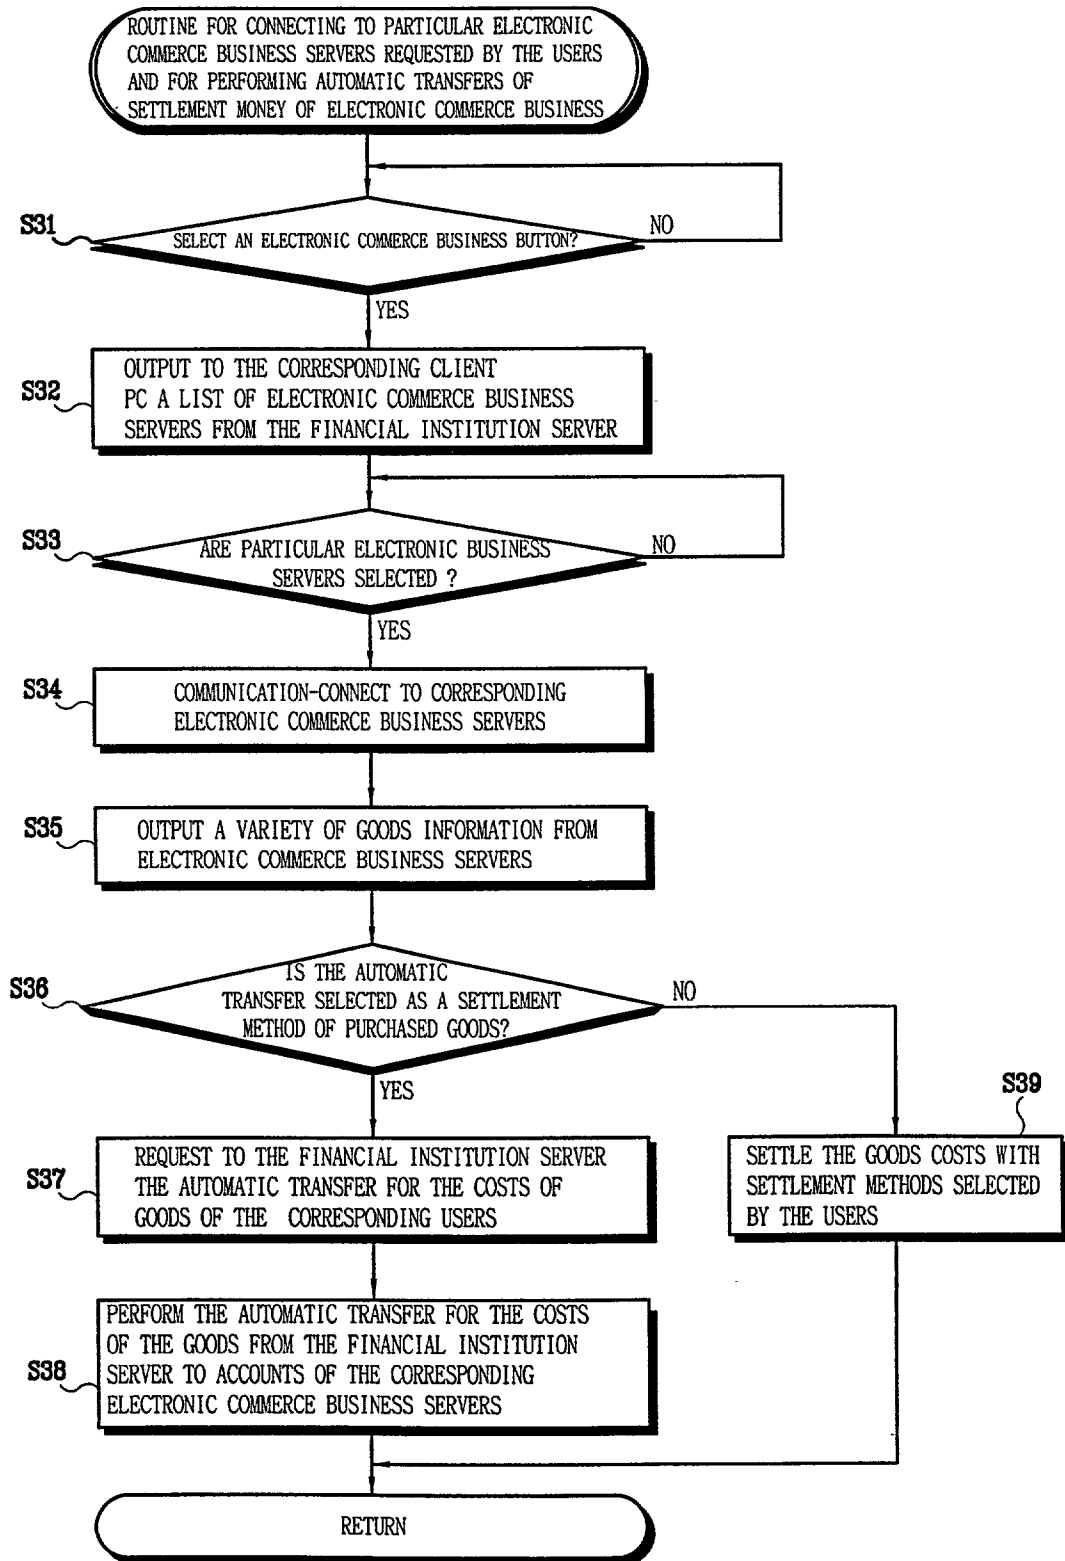 ROUTINE FOR CONNECTING TO PARTICULAR ELECTRONIC
COMMERCE BUSINESS SERVERS REQUESTED BY THE USERS
AND FOR PERFORMING AUTOMATIC TRANSFERS OF
SETTLEMENT MONEY OF ELECTRONIC COMMERCE BUSINESS
S31
SELECT AN ELECTRONIC COMMERCE BUSINESS BUTTON?
NO
YES
S32
OUTPUT TO THE CORRESPONDING CLIENT
PC A LIST OF ELECTRONIC COMMERCE BUSINESS
SERVERS FROM THE FINANCIAL INSTITUTION SERVER
S33
ARE PARTICULAR ELECTRONIC BUSINESS
SERVERS SELECTED ?
NO
YES
S34
COMMUNICATION-CONNECT TO CORRESPONDING
ELECTRONIC COMMERCE BUSINESS SERVERS
S35
OUTPUT A VARIETY OF GOODS INFORMATION FROM
ELECTRONIC COMMERCE BUSINESS SERVERS
S36
IS THE AUTOMATIC
TRANSFER SELECTED AS A SETTLEMENT
METHOD OF PURCHASED GOODS?
NO
YES
S37
REQUEST TO THE FINANCIAL INSTITUTION SERVER
THE AUTOMATIC TRANSFER FOR THE COSTS OF
GOODS OF THE CORRESPONDING USERS
S39
SETTLE THE GOODS COSTS WITH
SETTLEMENT METHODS SELECTED
BY THE USERS
S38
PERFORM THE AUTOMATIC TRANSFER FOR THE COSTS
OF THE GOODS FROM THE FINANCIAL INSTITUTION
SERVER TO ACCOUNTS OF THE CORRESPONDING
ELECTRONIC COMMERCE BUSINESS SERVERS
RETURN